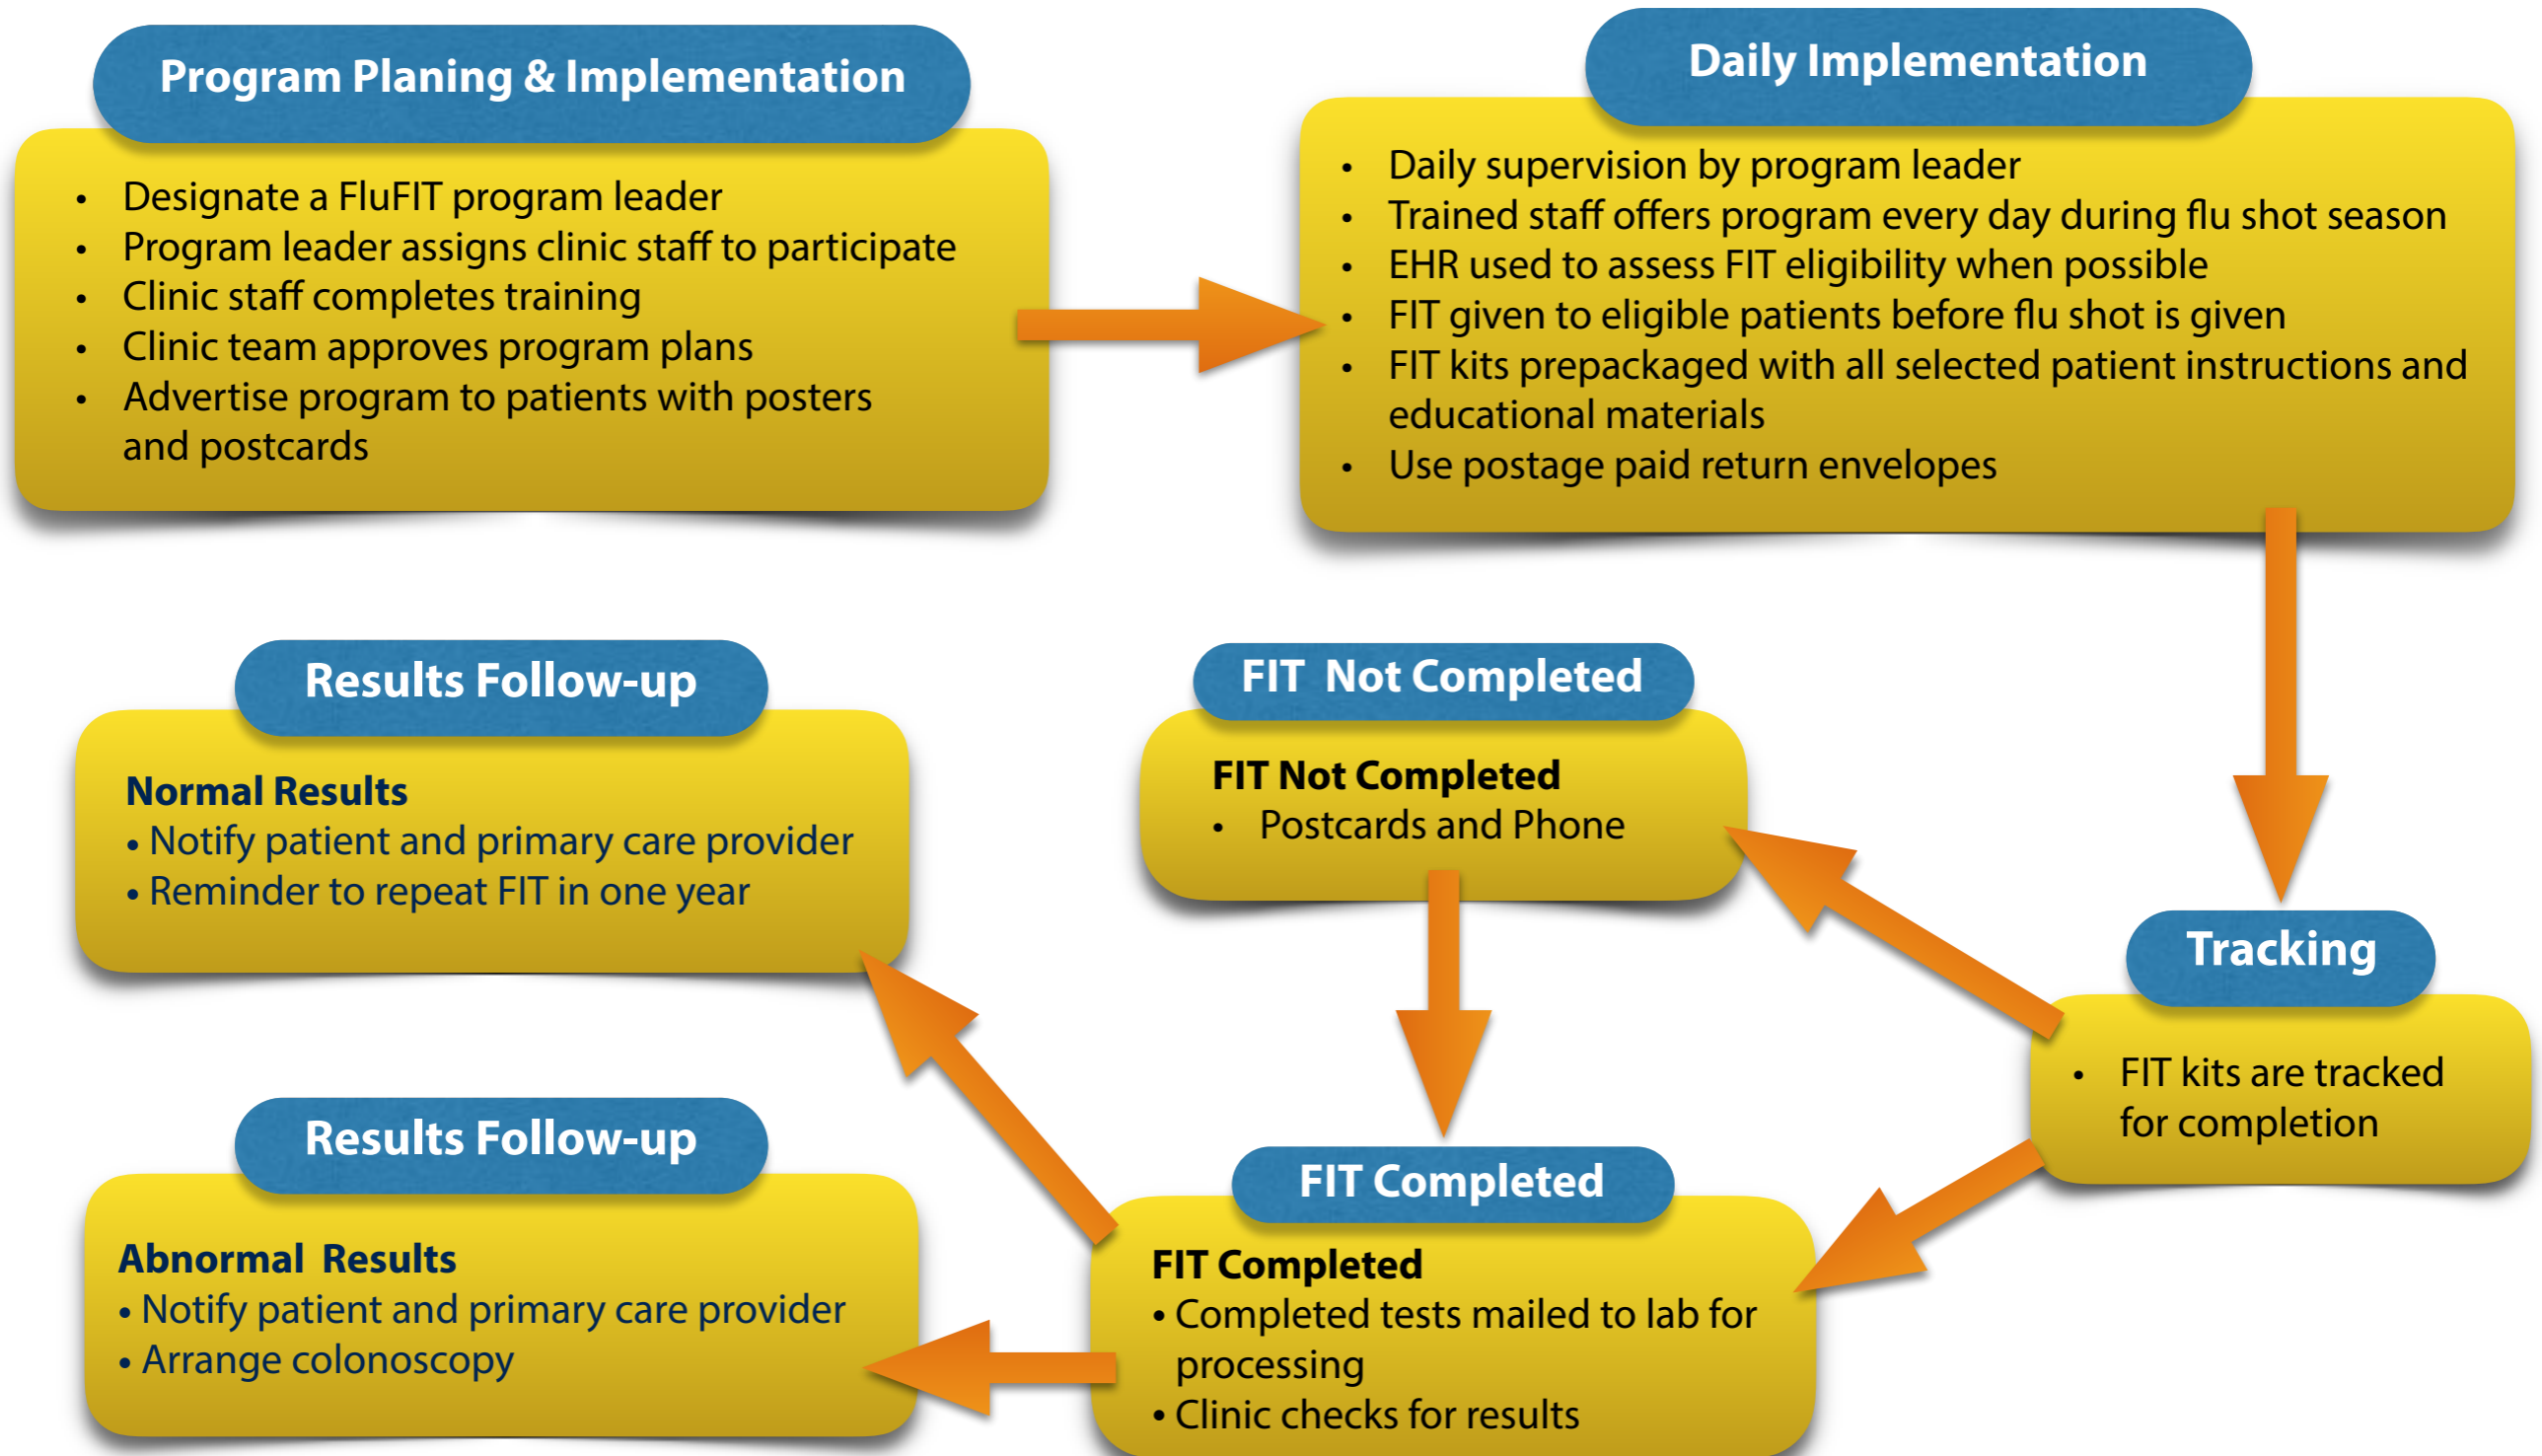 Program Planing & Implementation
• Designate a FluFIT program leader
• Program leader assigns clinic staff to participate
• Clinic staff completes training
• Clinic team approves program plans
• Advertise program to patients with posters
and postcards
Daily Implementation
• Daily supervision by program leader
• Trained staff offers program every day during flu shot season
• EHR used to assess FIT eligibility when possible
• FIT given to eligible patients before flu shot is given
• FIT kits prepackaged with all selected patient instructions and
educational materials
• Use postage paid return envelopes
Tracking
• FIT kits are tracked
for completion
FIT Not Completed
FIT Not Completed
• Postcards and Phone
FIT Completed
FIT Completed
• Completed tests mailed to lab for
processing
• Clinic checks for results
Results Follow-up
Normal Results
• Notify patient and primary care provider
• Reminder to repeat FIT in one year
Results Follow-up
Abnormal Results
• Notify patient and primary care provider
• Arrange colonoscopy